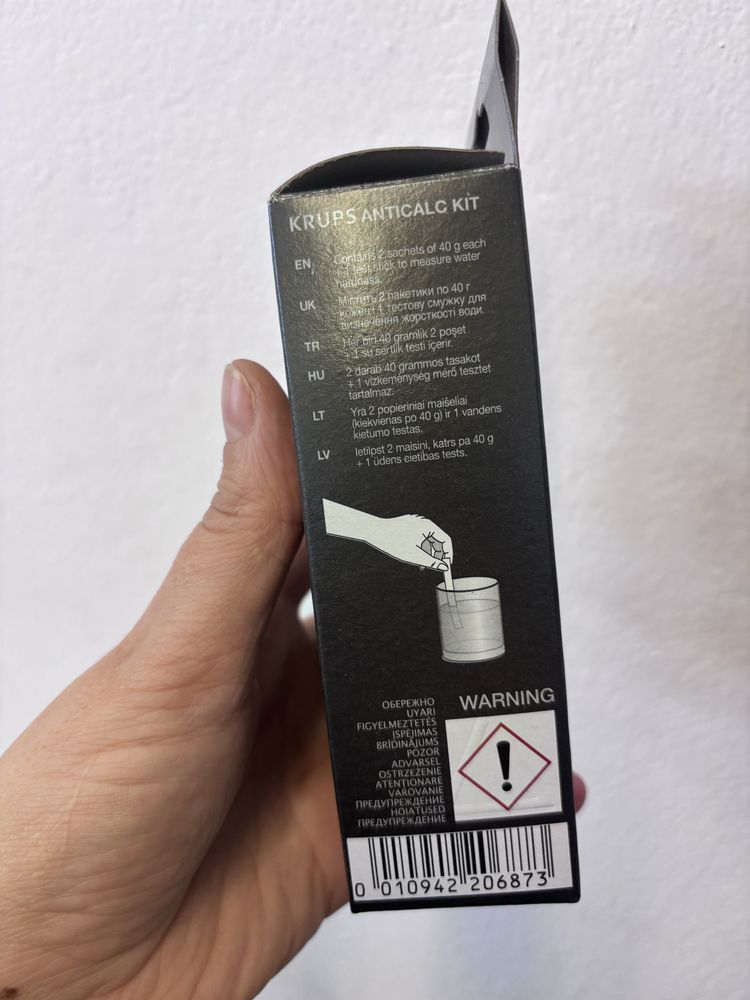 KRUPS ANTICALC KIT
EN Contains 2 sachets of 40 g each
+ 1 test stick to measure water
hardness.
UK Містить 2 пакетики по 40 г
кожен і 1 тестову смужку для
визначення жорсткості води.
TR Her biri 40 gramlik 2 poşet
+ 1 su sertlik testi içerir.
HU 2 darab 40 grammos tasakot
+ 1 vízkeménység mérő tesztet
tartalmaz.
LT Yra 2 popieriniai maišeliai
(kiekvienas po 40 g) ir 1 vandens
kietumo testas.
LV Ietilpst 2 maisiņi, katrs pa 40 g
+ 1 ūdens cietības tests.
WARNING
ОБЕРЕЖНО
UYARI
FIGYELMEZTETÉS
ĮSPĖJIMAS
BRĪDINĀJUMS
POZOR
ADVARSEL
OSTRZEŻENIE
ATENȚIONARE
VAROVANIE
ПРЕДУПРЕЖДЕНИЕ
HOIATUSED
ПРЕДУПРЕЖДЕНИЕ
0 010942 206873